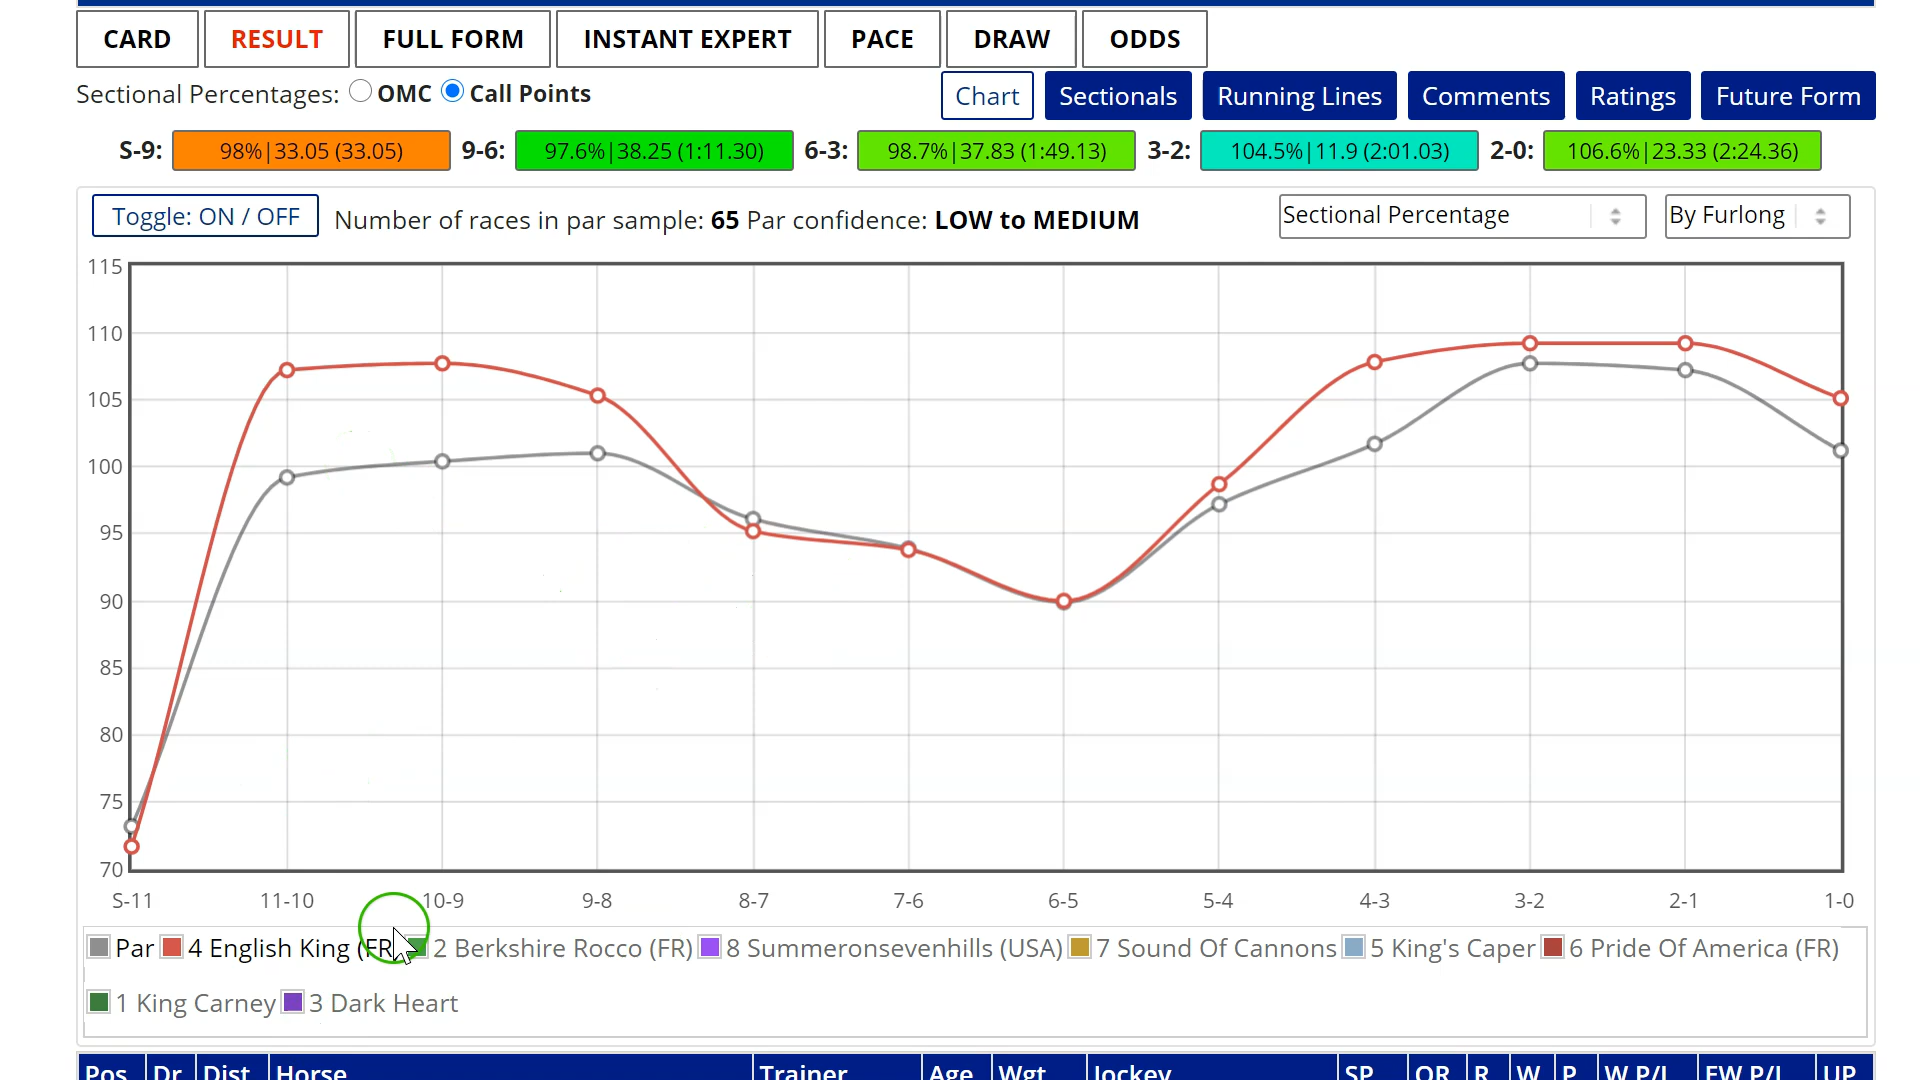 CARD RESULT FULL FORM INSTANT EXPERT PACE DRAW ODDS
Sectional Percentages: OMC Call Points Chart Sectionals Running Lines Comments Ratings Future Form
S-9: 98%|33.05 (33.05) 9-6: 97.6%|38.25 (1:11.30) 6-3: 98.7%|37.83 (1:49.13) 3-2: 104.5%|11.9 (2:01.03) 2-0: 106.6%|23.33 (2:24.36)
Toggle: ON / OFF Number of races in par sample: 65 Par confidence: LOW to MEDIUM Sectional Percentage By Furlong
115
110
105
100
95
90
85
80
75
70
S-11 11-10 10-9 9-8 8-7 7-6 6-5 5-4 4-3 3-2 2-1 1-0
Par 4 English King (FR) 2 Berkshire Rocco (FR) 8 Summeronsevenhills (USA) 7 Sound Of Cannons 5 King's Caper 6 Pride Of America (FR)
1 King Carney 3 Dark Heart
Pos Dr Dist Horse Trainer Age Wgt Jockey SP OR R W P W P/L EW P/L UP